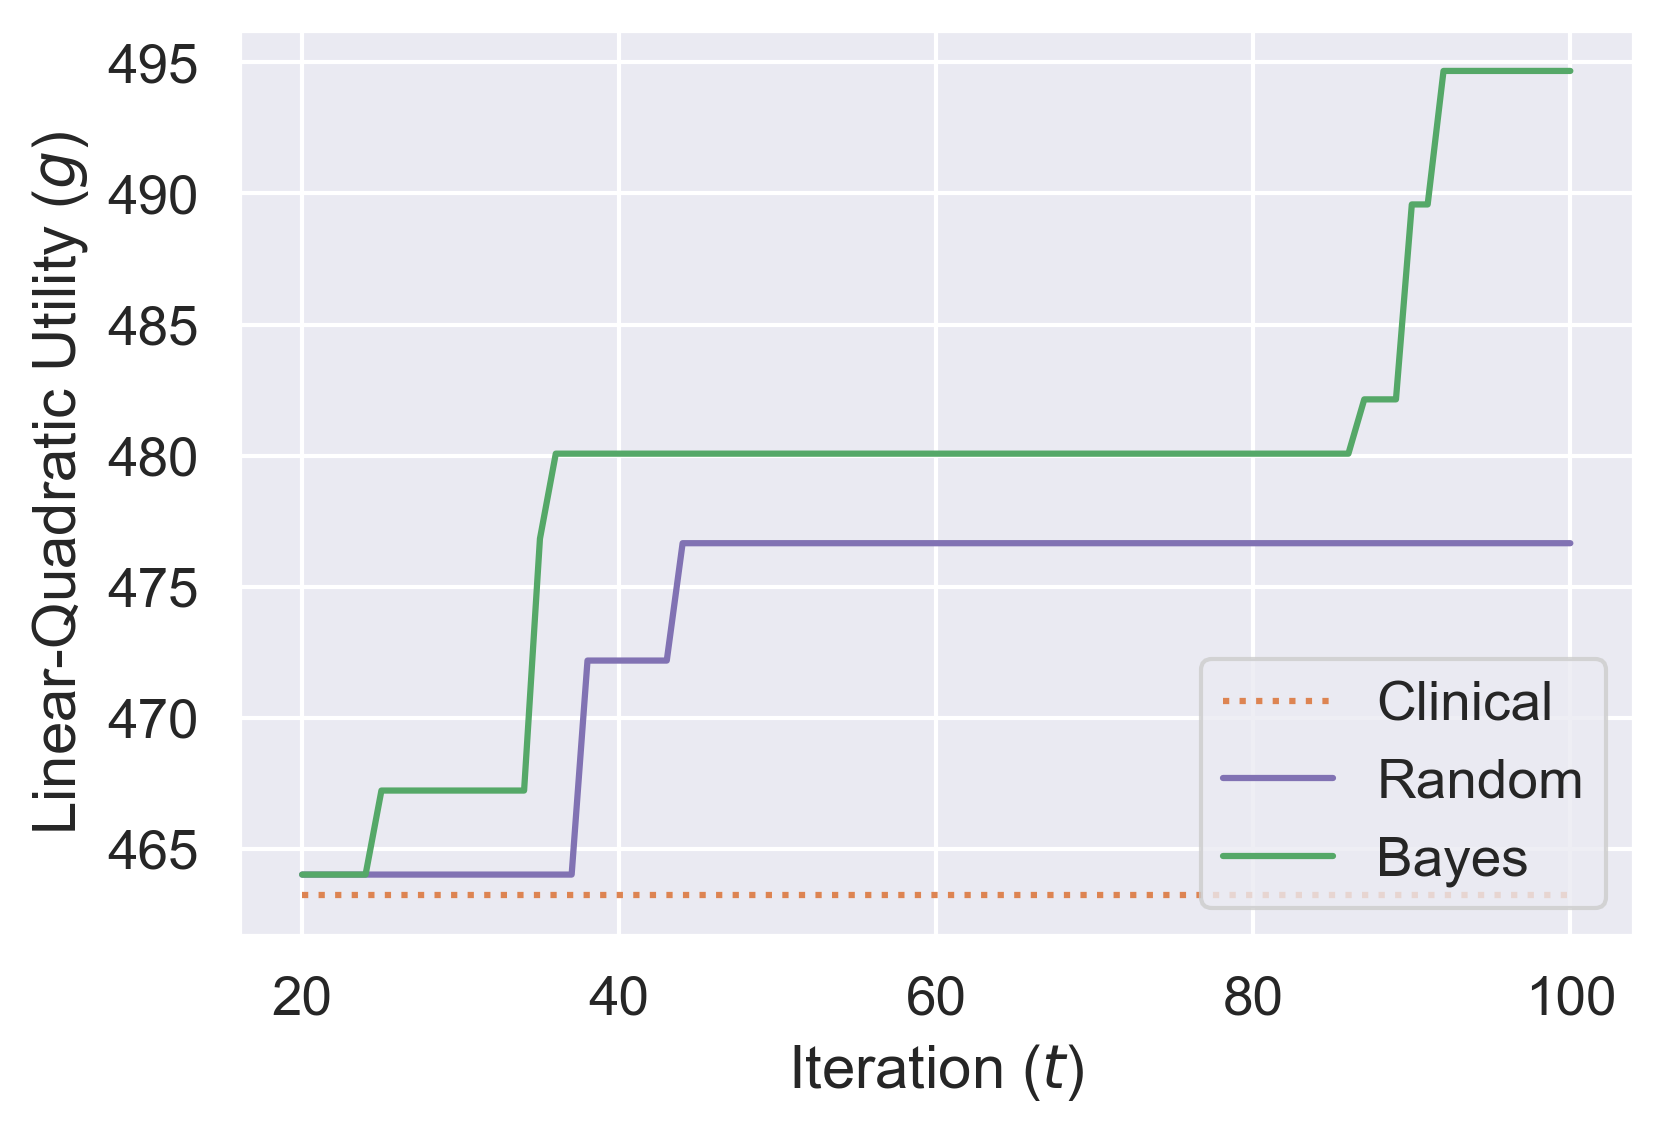 Linear-Quadratic Utility (g)
495
490
485
480
475
470
465
Clinical
Random
Bayes
20 40 60 80 100
Iteration (t)